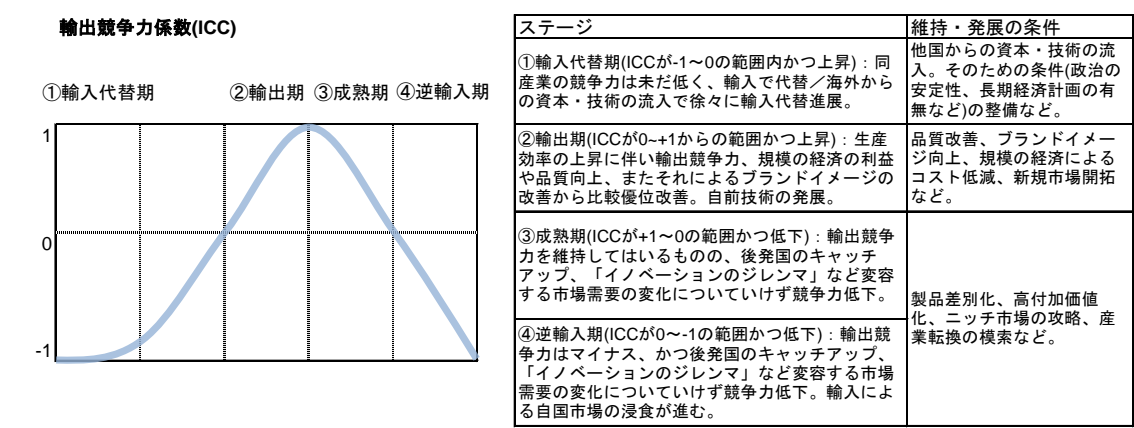 輸出競争力係数(ICC)
①輸入代替期 ②輸出期 ③成熟期 ④逆輸入期
1
0
-1
ステージ
維持・発展の条件
①輸入代替期(ICCが-1～0の範囲内かつ上昇)：同
産業の競争力は未だ低く、輸入で代替／海外から
の資本・技術の流入で徐々に輸入代替進展。
他国からの資本・技術の流
入。そのための条件(政治の
安定性、長期経済計画の有
無など)の整備など。
②輸出期(ICCが0~+1からの範囲かつ上昇)：生産
効率の上昇に伴い輸出競争力、規模の経済の利益
や品質向上、またそれによるブランドイメージの
改善から比較優位改善。自前技術の発展。
品質改善、ブランドイメー
ジ向上、規模の経済による
コスト低減、新規市場開拓
など。
③成熟期(ICCが+1～0の範囲かつ低下)：輸出競争
力を維持してはいるものの、後発国のキャッチ
アップ、「イノベーションのジレンマ」など変容
する市場需要の変化についていけず競争力低下。
④逆輸入期(ICCが0～-1の範囲かつ低下)：輸出競
争力はマイナス、かつ後発国のキャッチアップ、
「イノベーションのジレンマ」など変容する市場
需要の変化についていけず競争力低下。輸入によ
る自国市場の浸食が進む。
製品差別化、高付加価値
化、ニッチ市場の攻略、産
業転換の模索など。